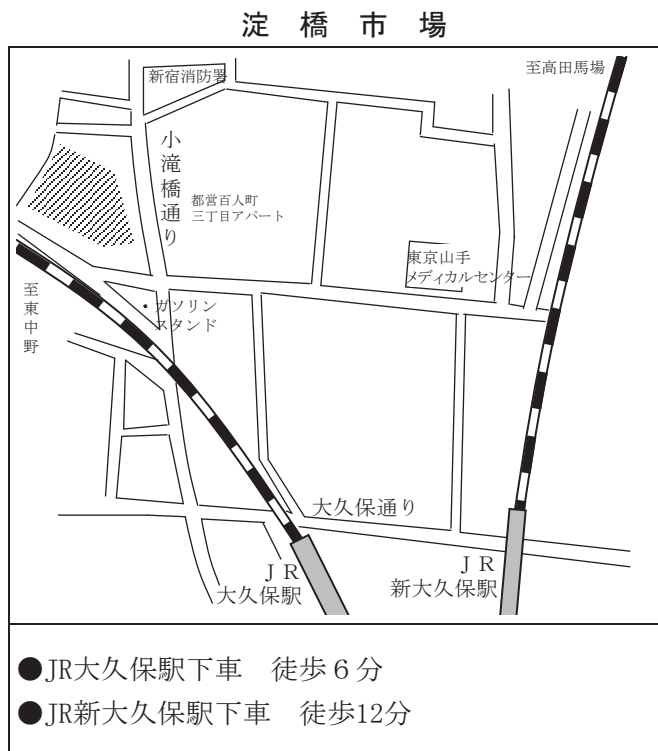 淀橋市場
新宿消防署
至高田馬場
小滝橋通り
都営百人町
三丁目アパート
東京山手
メディカルセンター
至東中野
・ガソリン
スタンド
大久保通り
ＪＲ
大久保駅
ＪＲ
新大久保駅
●JR大久保駅下車　徒歩６分
●JR新大久保駅下車　徒歩12分